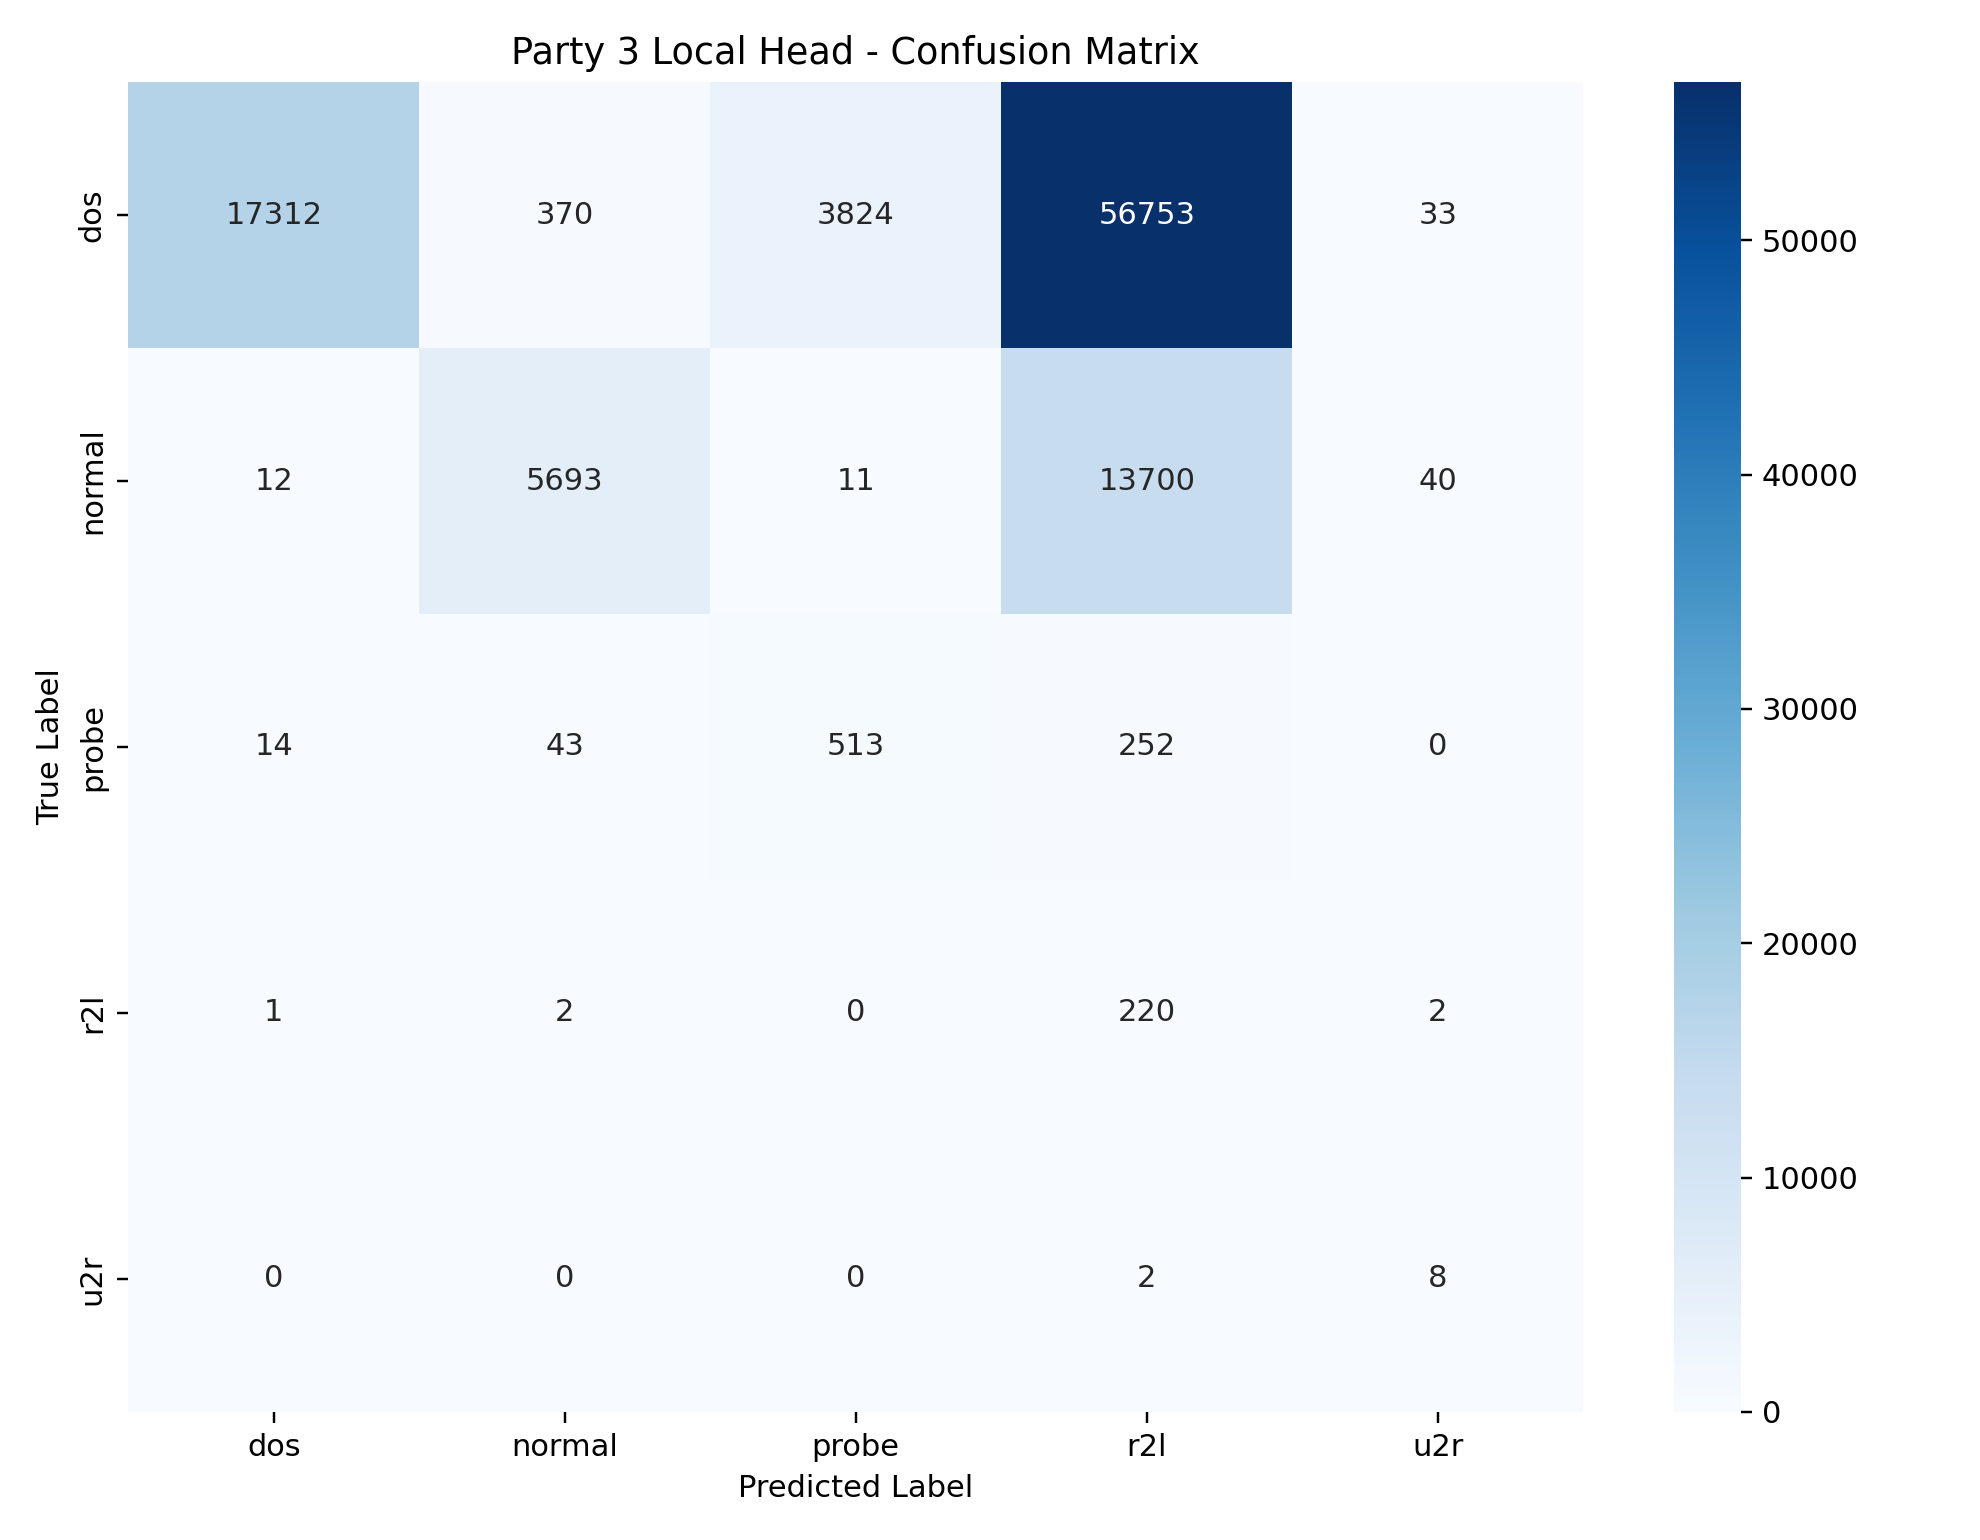 Party 3 Local Head - Confusion Matrix
True Label
dos 17312 370 3824 56753 33
normal 12 5693 11 13700 40
probe 14 43 513 252 0
r2l 1 2 0 220 2
u2r 0 0 0 2 8
dos normal probe r2l u2r
Predicted Label
50000
40000
30000
20000
10000
0